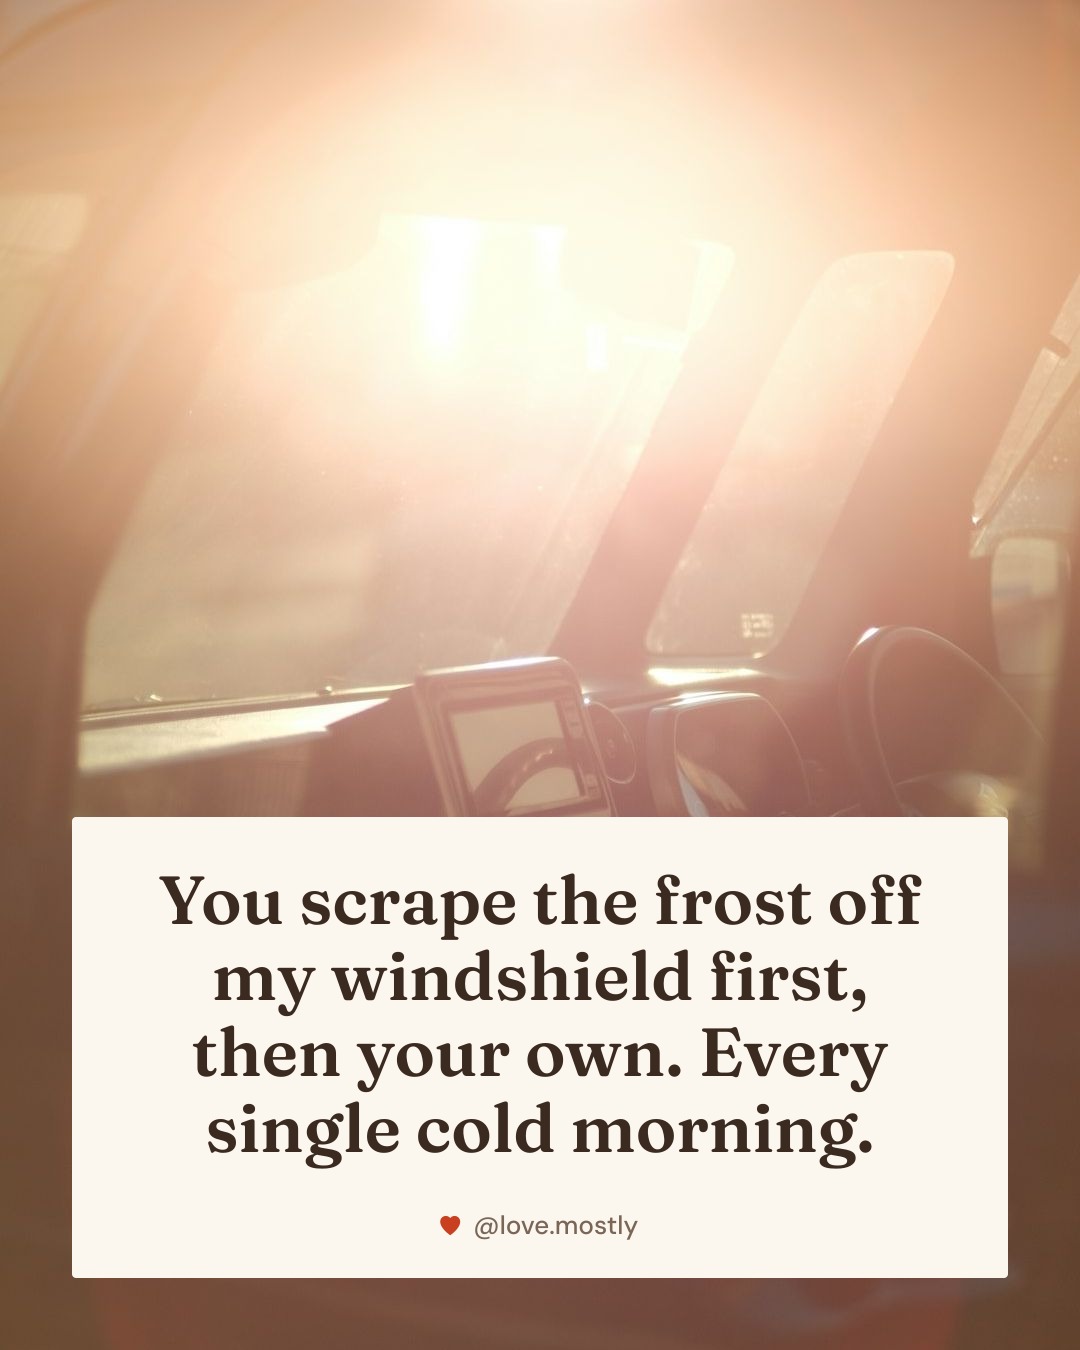 You scrape the frost off
my windshield first,
then your own. Every
single cold morning.
@love.mostly